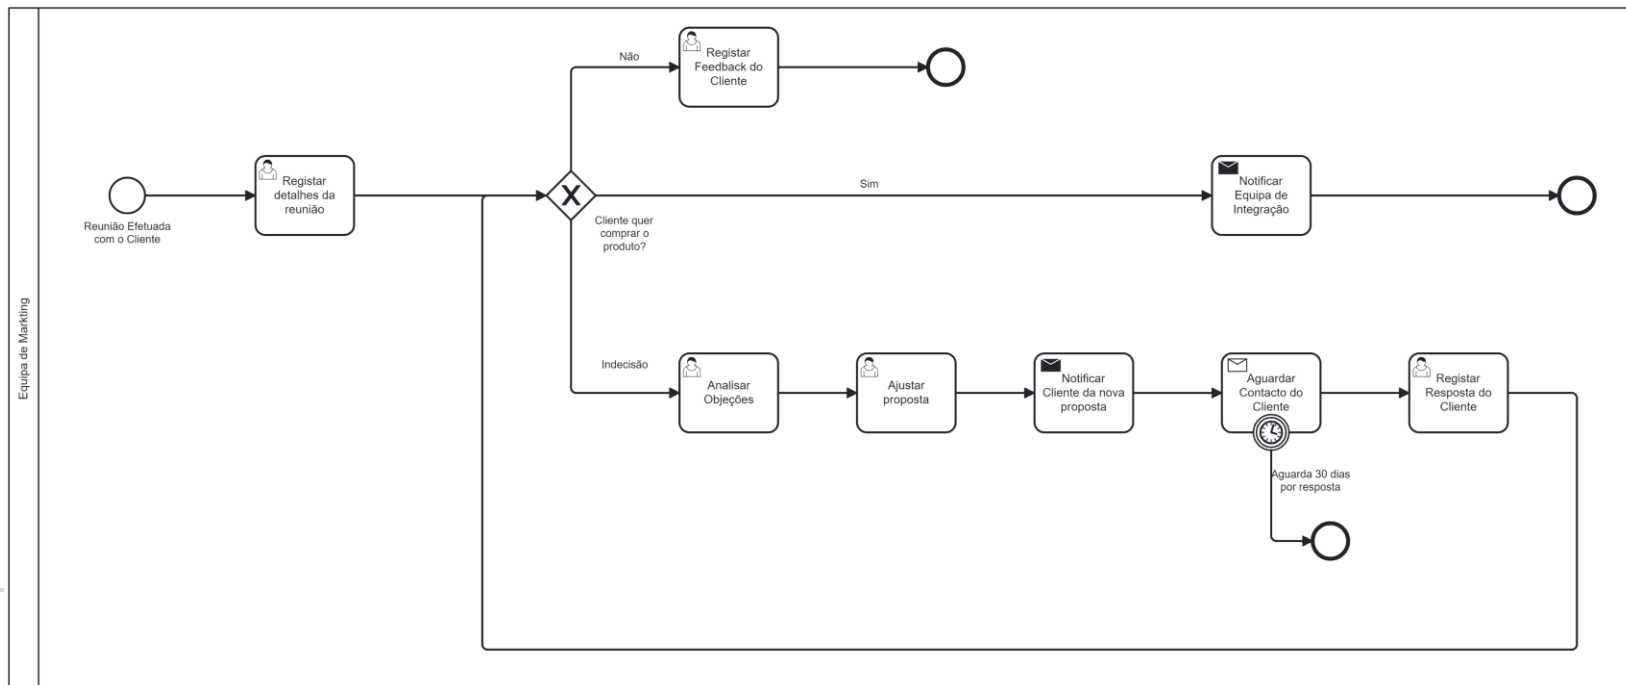 Equipa de Markting
Reunião Efetuada
com o Cliente
Registar
detalhes da
reunião
Cliente quer
comprar o
produto?
Não
Registar
Feedback do
Cliente
Sim
Notificar
Equipa de
Integração
Indecisão
Analisar
Objeções
Ajustar
proposta
Notificar
Cliente da nova
proposta
Aguardar
Contacto do
Cliente
Aguarda 30 dias
por resposta
Registar
Resposta do
Cliente